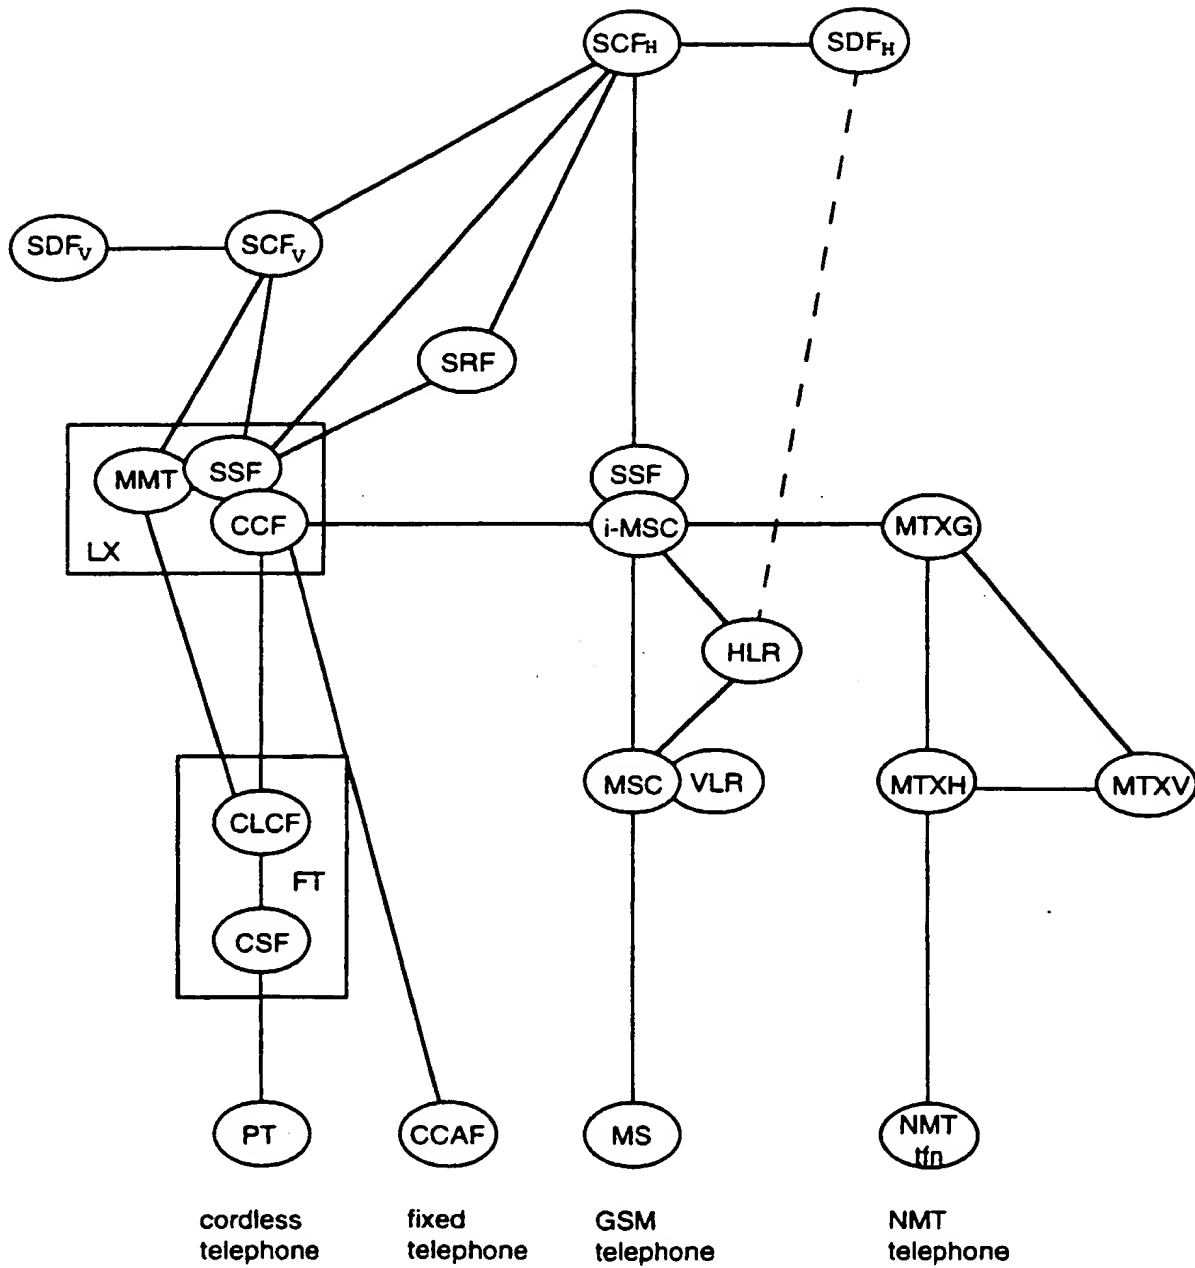 SCFH
SDFH
SDFV
SCFV
SRF
MMT
SSF
CCF
LX
SSF
i-MSC
MTXG
HLR
MSC
VLR
MTXH
MTXV
CLCF
FT
CSF
PT
CCAF
MS
NMT
tfn
cordless
telephone
fixed
telephone
GSM
telephone
NMT
telephone